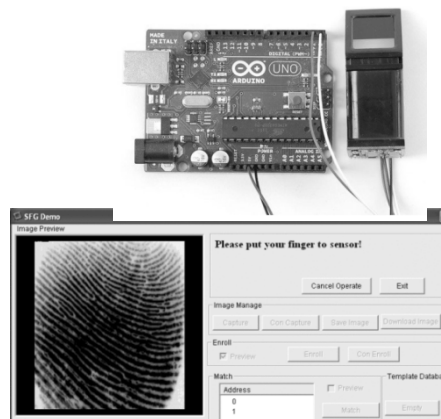 MADE
IN ITALY
DIGITAL (PWM~)
UNO
ARDUINO
POWER
ANALOG IN
SFG Demo
Image Preview
Please put your finger to sensor!
Cancel Operate
Exit
Image Manage
Capture
Con Capture
Save Image
Download Image
Enroll
Preview
Enroll
Con Enroll
Match
Template Databa
Address
0
1
Preview
Match
Empty